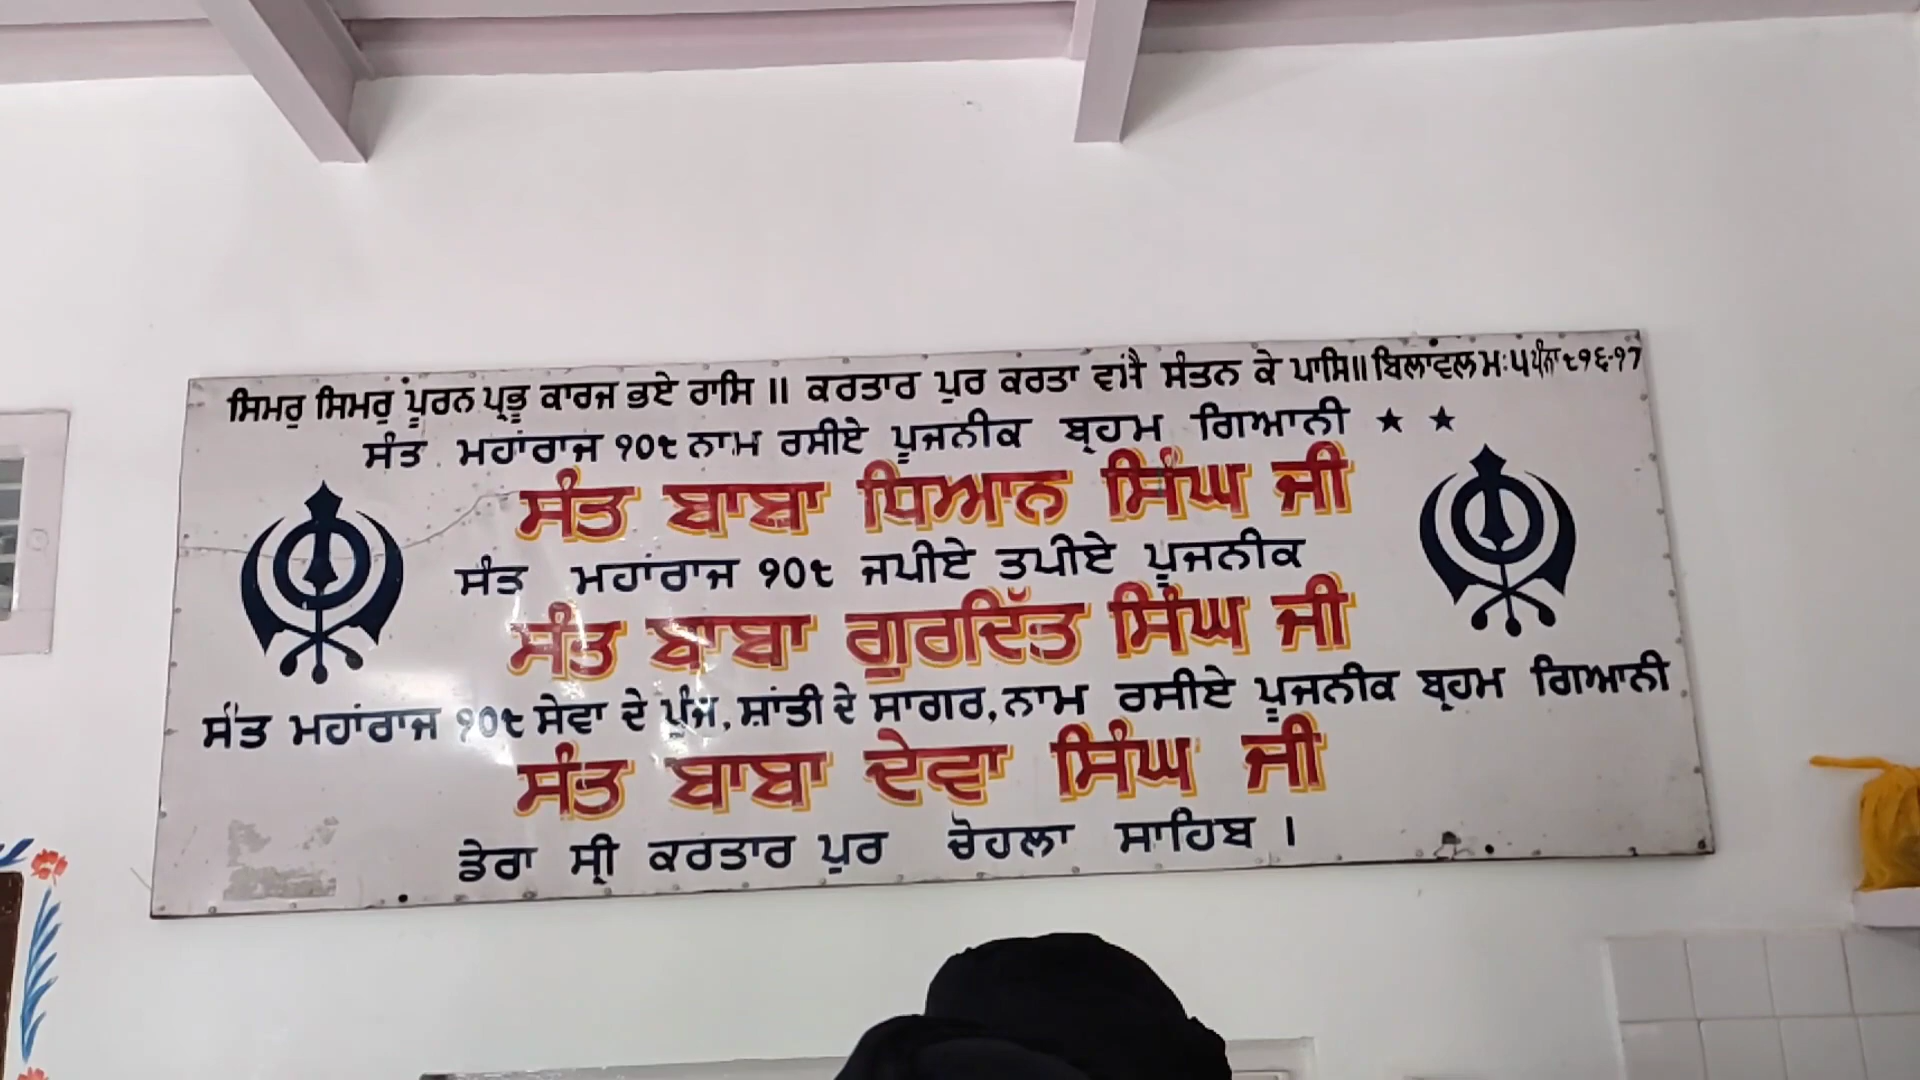 ਸਿਮਰੁ ਸਿਮਰੁ ਪੂਰਨ ਪ੍ਰਭੂ ਕਾਰਜ ਭਏ ਰਾਸਿ ॥ ਕਰਤਾਰ ਪੁਰ ਕਰਤਾ ਵਸੈ ਸੰਤਨ ਕੇ ਪਾਸਿ॥ ਬਿਲਾਵਲ ਮ: ੫ ਪੰਨਾ ੮੧੬-੧੭
ਸੰਤ ਮਹਾਂਰਾਜ ੧੦੮ ਨਾਮ ਰਸੀਏ ਪੂਜਨੀਕ ਬ੍ਰਹਮ ਗਿਆਨੀ ★ ★
ਸੰਤ ਬਾਬਾ ਧਿਆਨ ਸਿੰਘ ਜੀ
ਸੰਤ ਮਹਾਂਰਾਜ ੧੦੮ ਜਪੀਏ ਤਪੀਏ ਪੂਜਨੀਕ
ਸੰਤ ਬਾਬਾ ਗੁਰਦਿੱਤ ਸਿੰਘ ਜੀ
ਸੰਤ ਮਹਾਂਰਾਜ ੧੦੮ ਸੇਵਾ ਦੇ ਪੁੰਜ, ਸ਼ਾਂਤੀ ਦੇ ਸਾਗਰ, ਨਾਮ ਰਸੀਏ ਪੂਜਨੀਕ ਬ੍ਰਹਮ ਗਿਆਨੀ
ਸੰਤ ਬਾਬਾ ਦੇਵਾ ਸਿੰਘ ਜੀ
ਡੇਰਾ ਸ੍ਰੀ ਕਰਤਾਰ ਪੁਰ ਚੋਹਲਾ ਸਾਹਿਬ ।